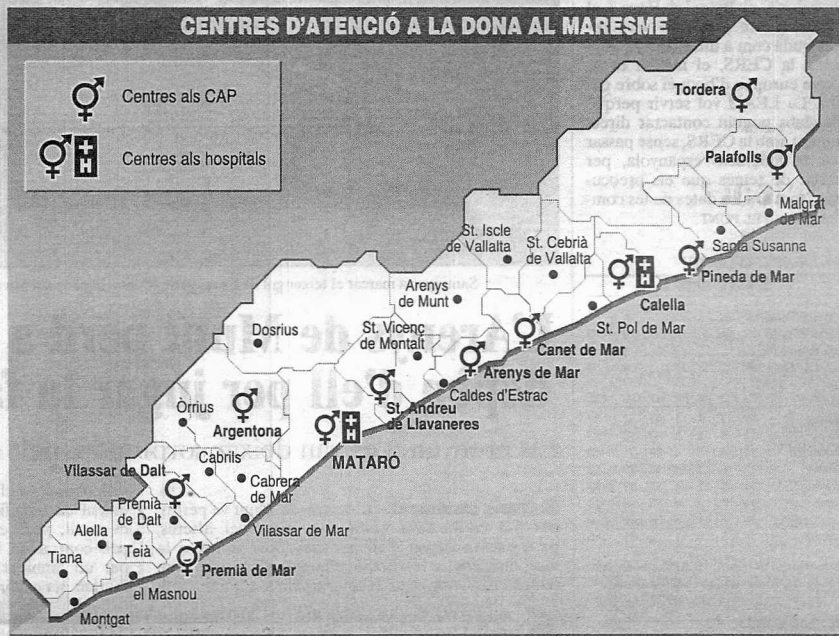 CENTRES D'ATENCIÓ A LA DONA AL MARESME
Centres als CAP
Centres als hospitals
Tordera
Palafolls
Malgrat
de Mar
Santa Susanna
Pineda de Mar
Calella
St. Pol de Mar
St. Iscle
de Vallalta
St. Cebrià
de Vallalta
Arenys
de Munt
Canet de Mar
Arenys de Mar
Caldes d'Estrac
St. Vicenç
de Montalt
St. Andreu
de Llavaneres
Dosrius
Òrrius
Argentona
MATARÓ
Vilassar de Dalt
Cabrils
Cabrera
de Mar
Vilassar de Mar
Premià
de Dalt
Premià de Mar
Alella
Teià
Tiana
el Masnou
Montgat